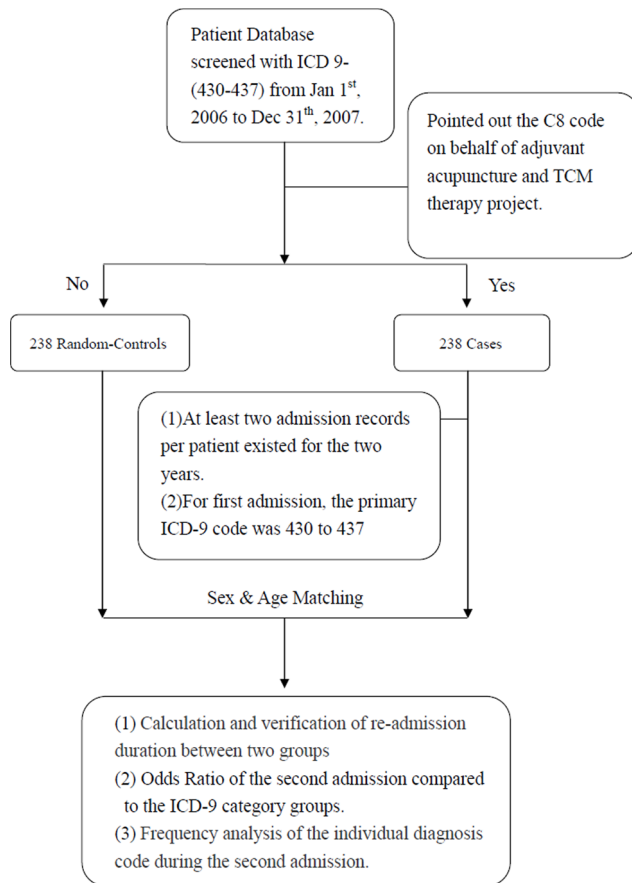 Patient Database
screened with ICD 9-
(430-437) from Jan 1st,
2006 to Dec 31th, 2007.
Pointed out the C8 code
on behalf of adjuvant
acupuncture and TCM
therapy project.
No
Yes
238 Random-Controls
238 Cases
(1)At least two admission records
per patient existed for the two
years.
(2)For first admission, the primary
ICD-9 code was 430 to 437
Sex & Age Matching
(1) Calculation and verification of re-admission
duration between two groups
(2) Odds Ratio of the second admission compared
to the ICD-9 category groups.
(3) Frequency analysis of the individual diagnosis
code during the second admission.